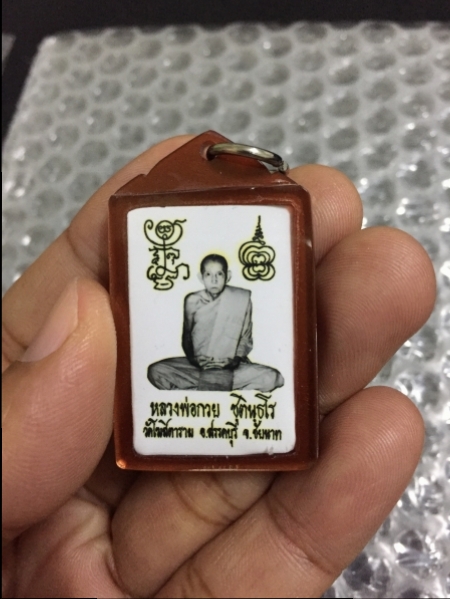 หลวงพ่อกวย ชุตินฺธโร
วัดโฆสิตาราม อ.สรรคบุรี จ.ชัยนาท